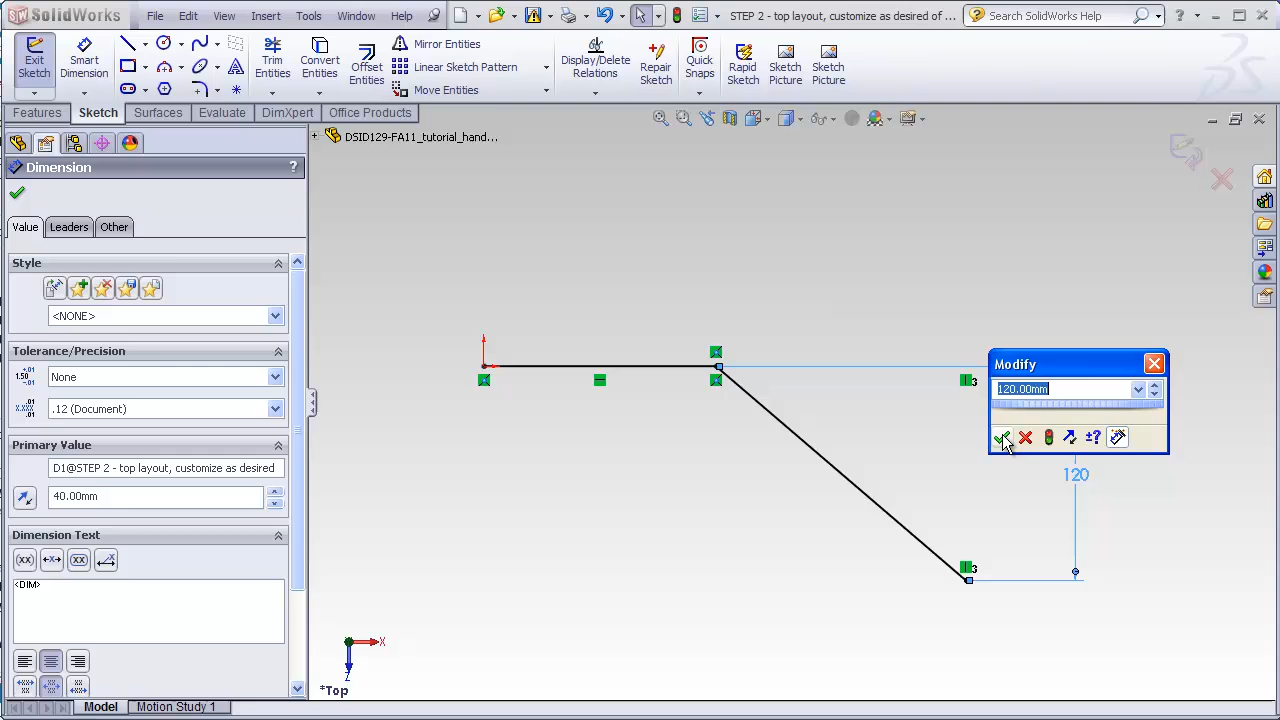 SolidWorks
File Edit View Insert Tools Window Help
STEP 2 - top layout, customize as desired of ...
Search SolidWorks Help
Exit Sketch
Smart Dimension
Trim Entities
Convert Entities
Offset Entities
Mirror Entities
Linear Sketch Pattern
Move Entities
Display/Delete Relations
Repair Sketch
Quick Snaps
Rapid Sketch
Sketch Picture
Sketch Picture
Features Sketch Surfaces Evaluate DimXpert Office Products
DSID129-FA11_tutorial_hand...
Dimension ?
Value Leaders Other
Style
<NONE>
Tolerance/Precision
None
.12 (Document)
Primary Value
D1@STEP 2 - top layout, customize as desired
40.00mm
Dimension Text
(xx) (xx)
<DIM>
Modify
120.00mm
±?
120
3
3
X
Z
*Top
Model Motion Study 1